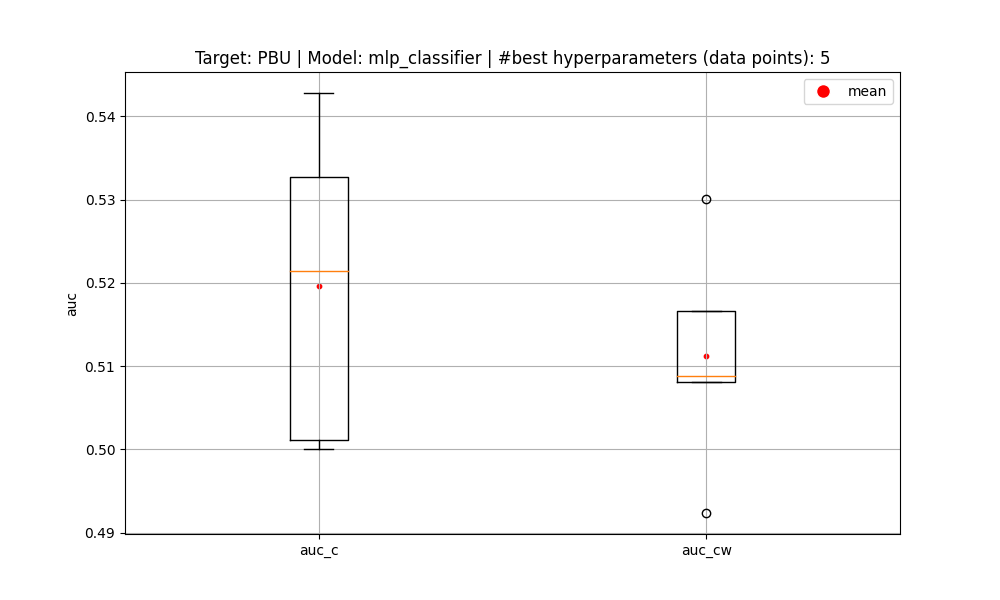 Target: PBU | Model: mlp_classifier | #best hyperparameters (data points): 5
mean
0.54
0.53
0.52
0.51
0.50
0.49
auc
auc_c
auc_cw